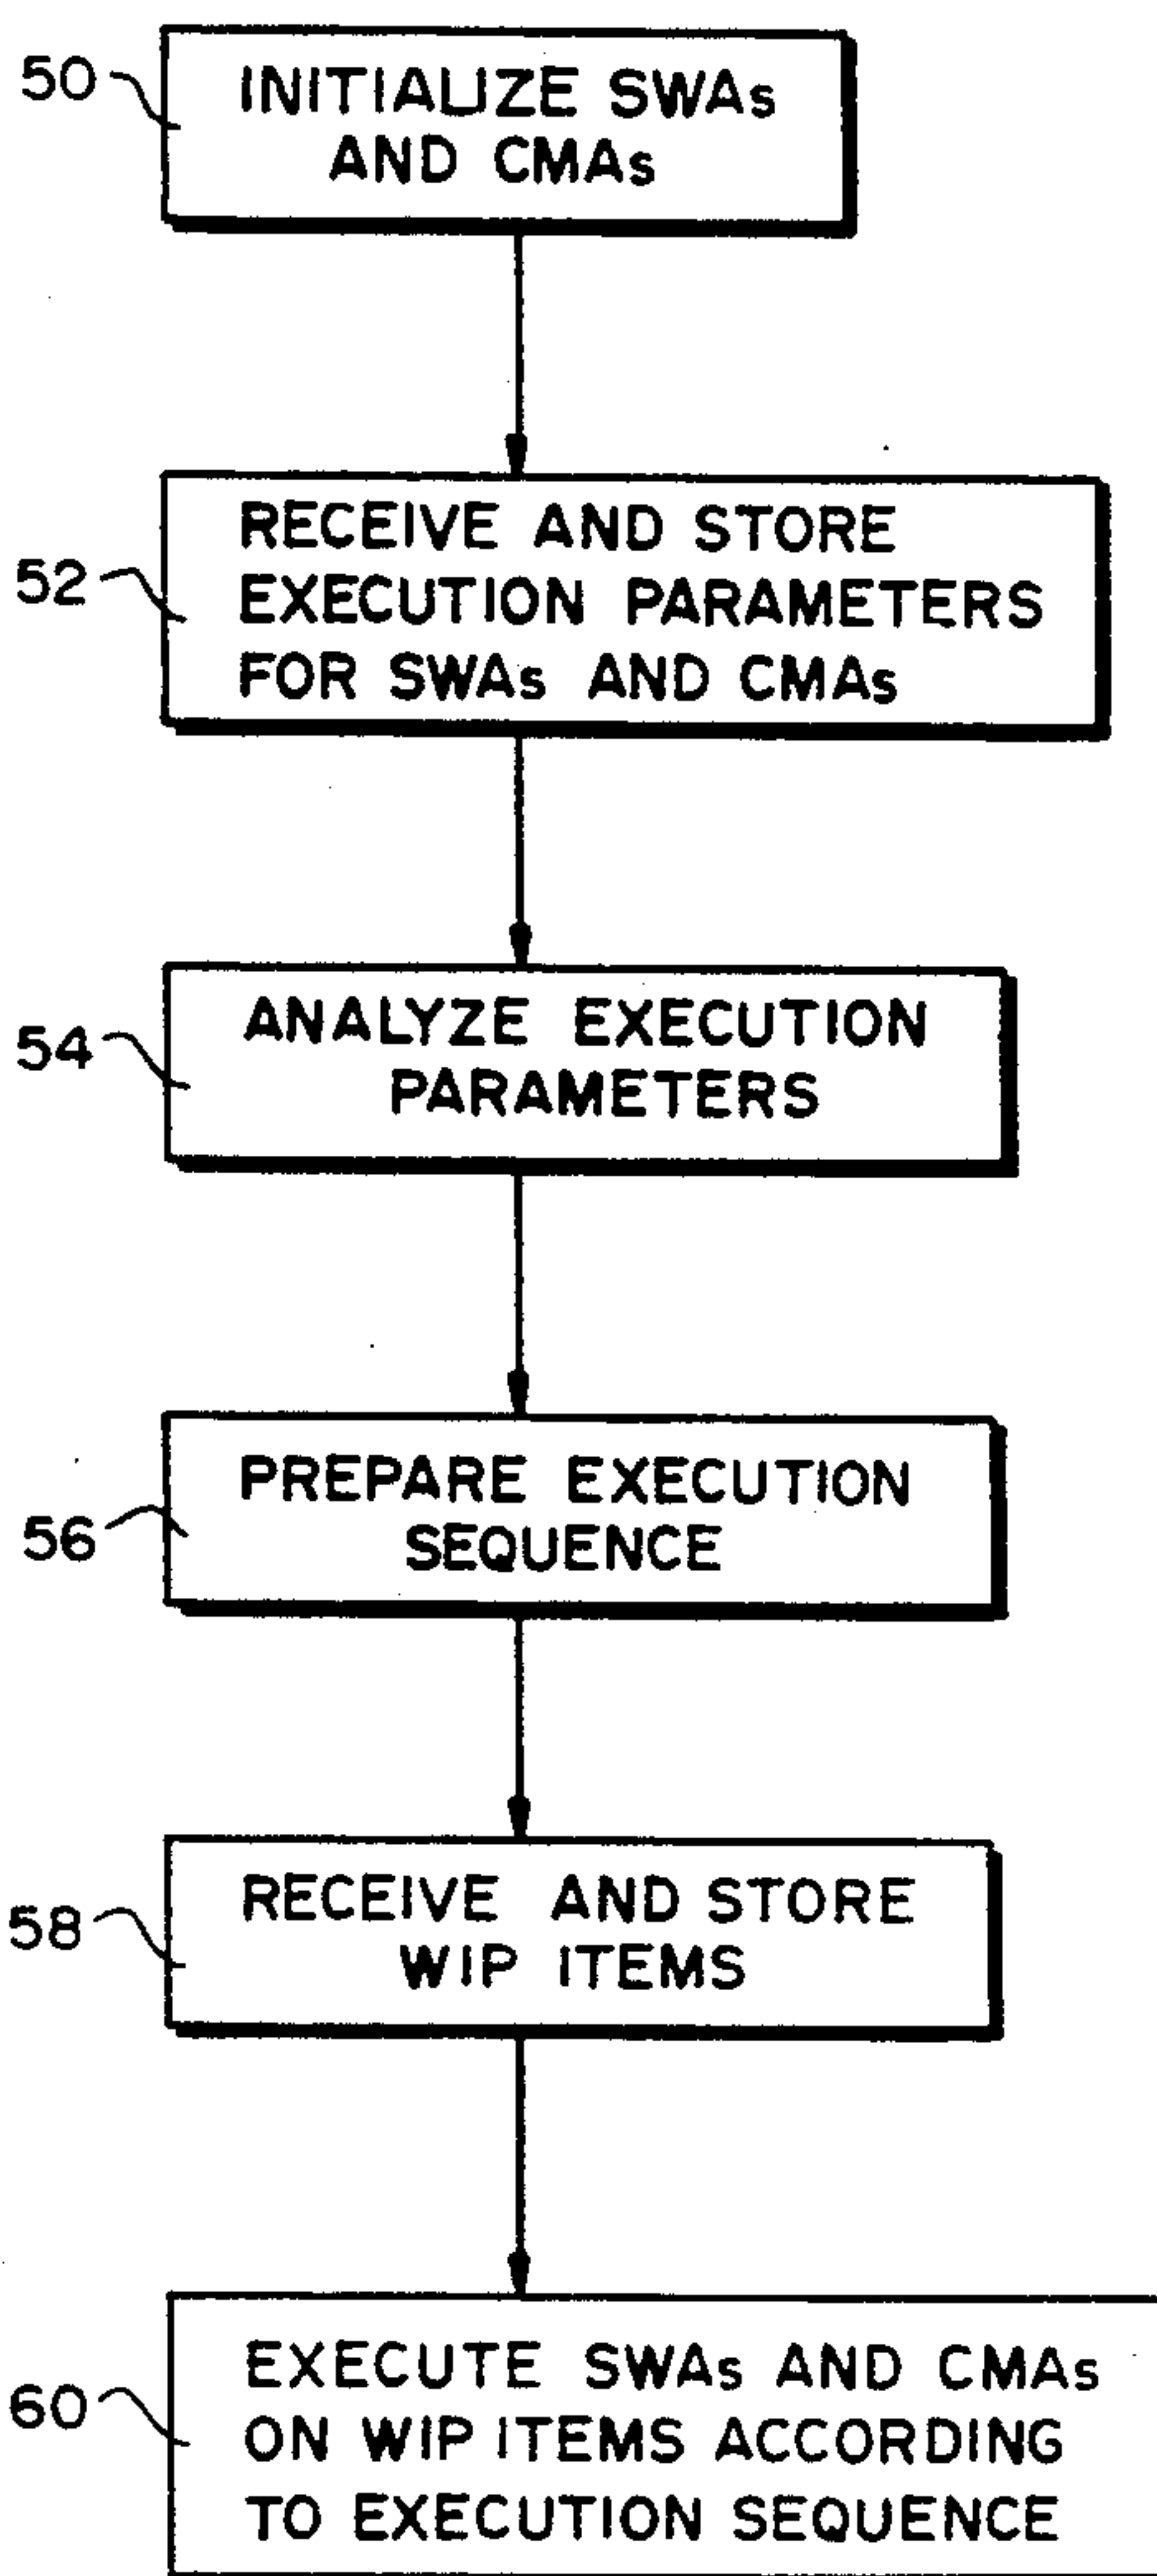 50
INITIALIZE SWAs
AND CMAs
52
RECEIVE AND STORE
EXECUTION PARAMETERS
FOR SWAs AND CMAs
54
ANALYZE EXECUTION
PARAMETERS
56
PREPARE EXECUTION
SEQUENCE
58
RECEIVE AND STORE
WIP ITEMS
60
EXECUTE SWAs AND CMAs
ON WIP ITEMS ACCORDING
TO EXECUTION SEQUENCE